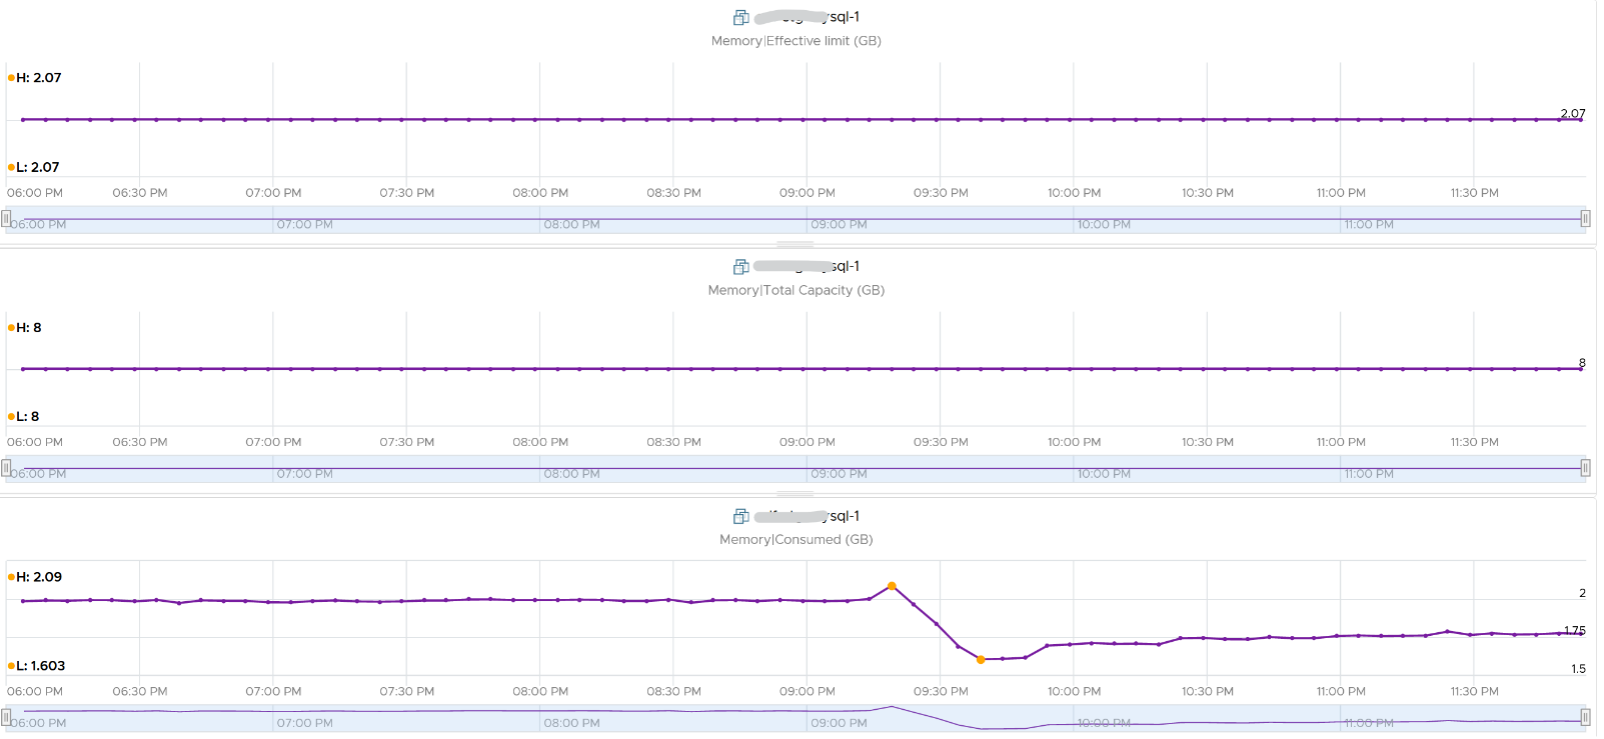 ysql-1
Memory|Effective limit (GB)
H: 2.07
2.07
L: 2.07
06:00 PM 06:30 PM 07:00 PM 07:30 PM 08:00 PM 08:30 PM 09:00 PM 09:30 PM 10:00 PM 10:30 PM 11:00 PM 11:30 PM
06:00 PM 07:00 PM 08:00 PM 09:00 PM 10:00 PM 11:00 PM
sql-1
Memory|Total Capacity (GB)
H: 8
8
L: 8
06:00 PM 06:30 PM 07:00 PM 07:30 PM 08:00 PM 08:30 PM 09:00 PM 09:30 PM 10:00 PM 10:30 PM 11:00 PM 11:30 PM
06:00 PM 07:00 PM 08:00 PM 09:00 PM 10:00 PM 11:00 PM
ysql-1
Memory|Consumed (GB)
H: 2.09
2
1.75
L: 1.603
1.5
06:00 PM 06:30 PM 07:00 PM 07:30 PM 08:00 PM 08:30 PM 09:00 PM 09:30 PM 10:00 PM 10:30 PM 11:00 PM 11:30 PM
06:00 PM 07:00 PM 08:00 PM 09:00 PM 10:00 PM 11:00 PM